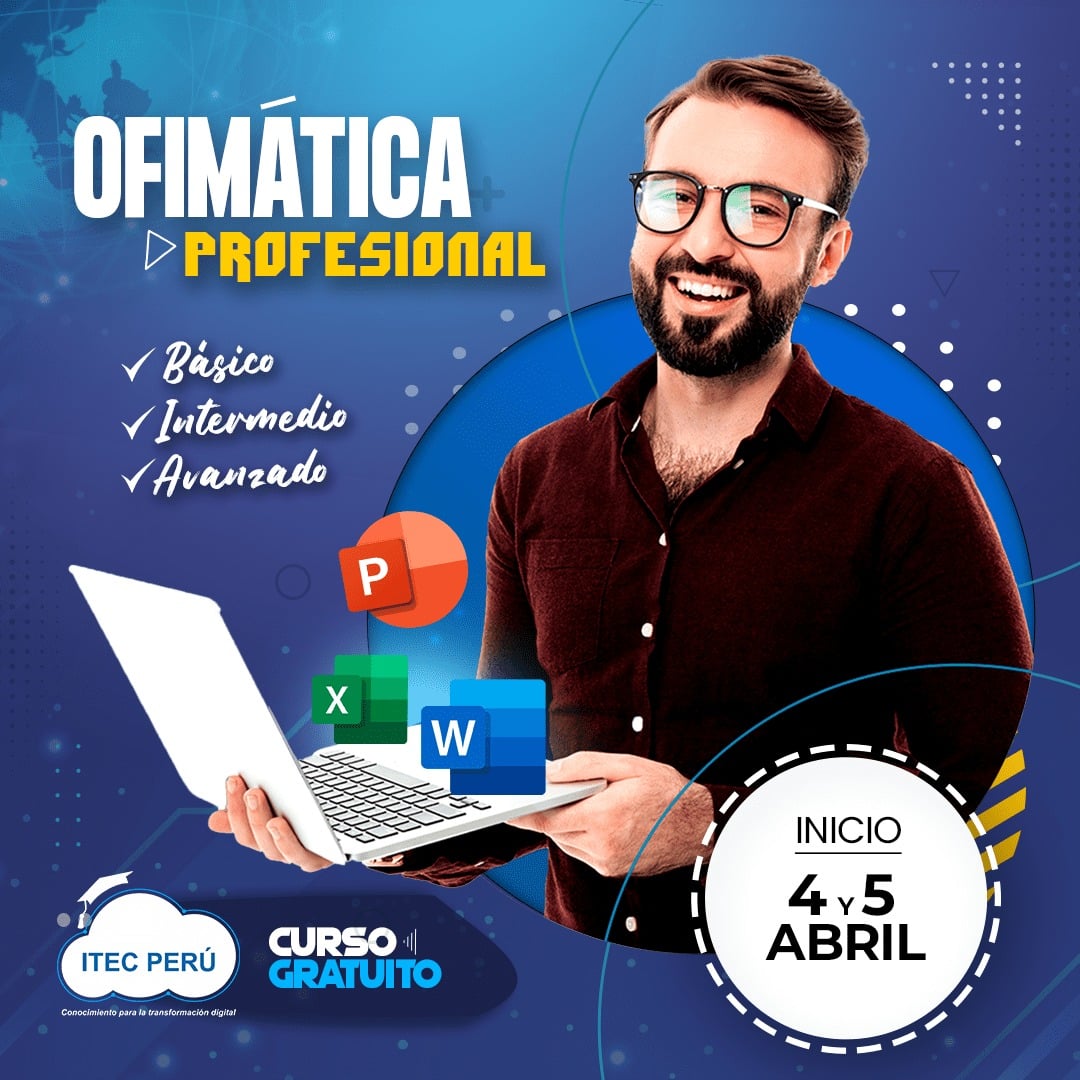 OFIMÁTICA
PROFESIONAL
Básico
Intermedio
Avanzado
P
X
W
INICIO
4 Y 5
ABRIL
ITEC PERÚ
Conocimiento para la transformación digital
CURSO
GRATUITO